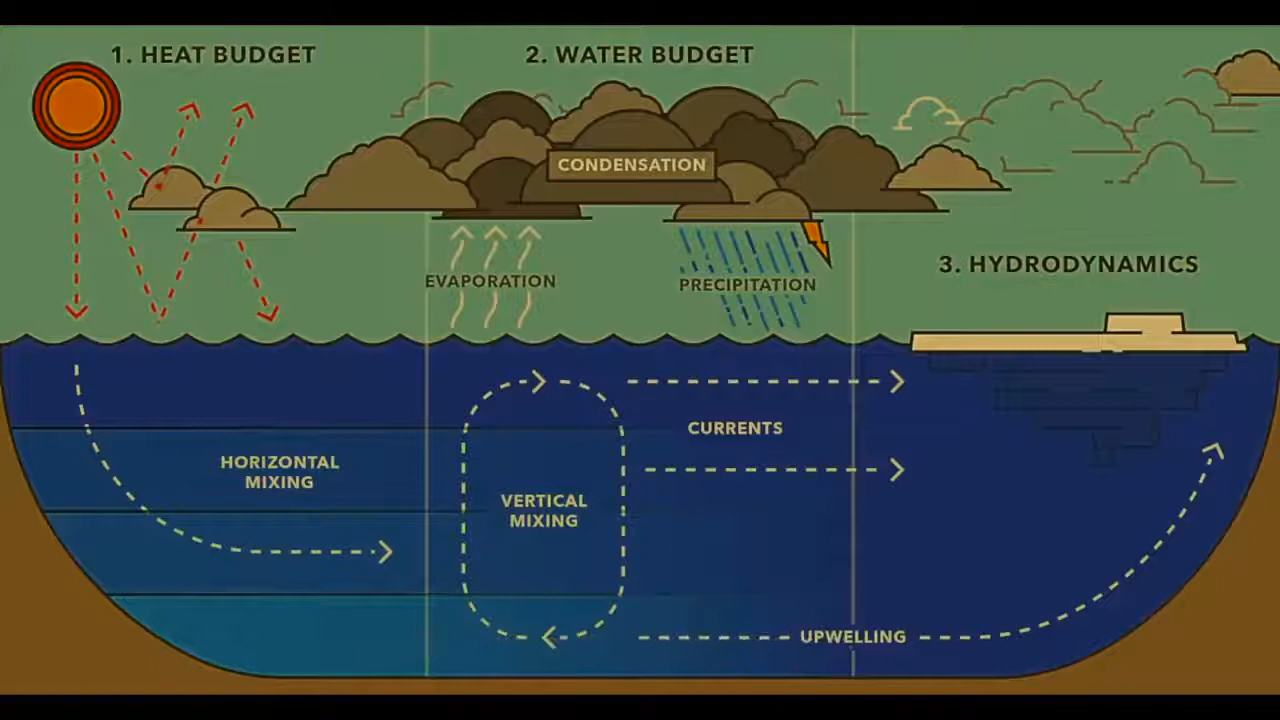 1. HEAT BUDGET
2. WATER BUDGET
CONDENSATION
EVAPORATION
PRECIPITATION
3. HYDRODYNAMICS
HORIZONTAL
MIXING
VERTICAL
MIXING
CURRENTS
UPWELLING